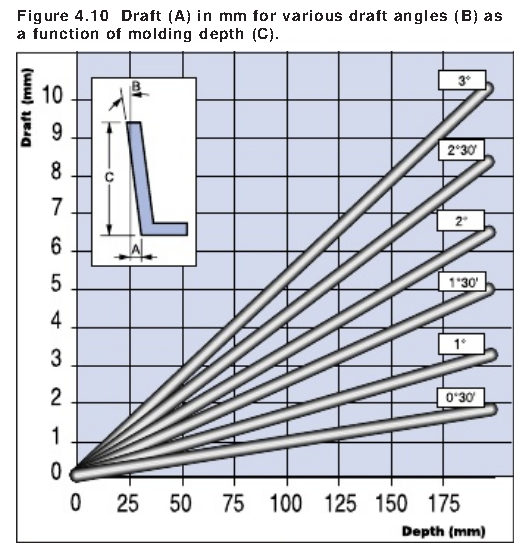 Figure 4.10 Draft (A) in mm for various draft angles (B) as
a function of molding depth (C).
Draft (mm)
10
9
8
7
6
5
4
3
2
1
0
B
C
A
3°
2°30'
2°
1°30'
1°
0°30'
0 25 50 75 100 125 150 175
Depth (mm)